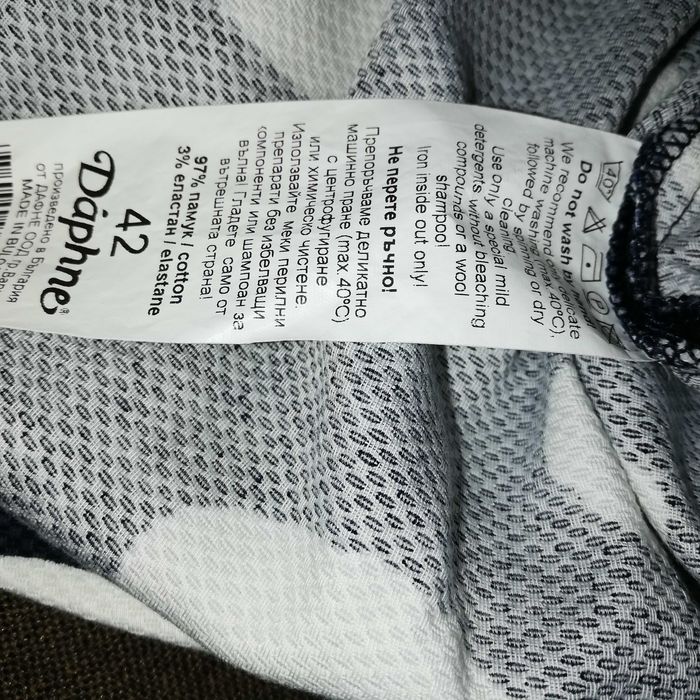 40°
Do not wash by hand
We recommend only delicate
machine washing (max. 40°C),
followed by spinning or dry
cleaning
Use only a special mild
detergents without bleaching
compounds or a wool
shampoo!
Iron inside out only!
Не перете ръчно!
Препоръчваме деликатно
машинно пране (max. 40°C)
с центрофугиране
или химическо чистене.
Използвайте меки перилни
препарати без избелващи
компоненти или шампоан за
вълна! Гладете само от
вътрешната страна!
97% памук / cotton
3% еластан / elastane
42
Daphne
произведено в България
от ДАФНЕ ООД,
MADE IN